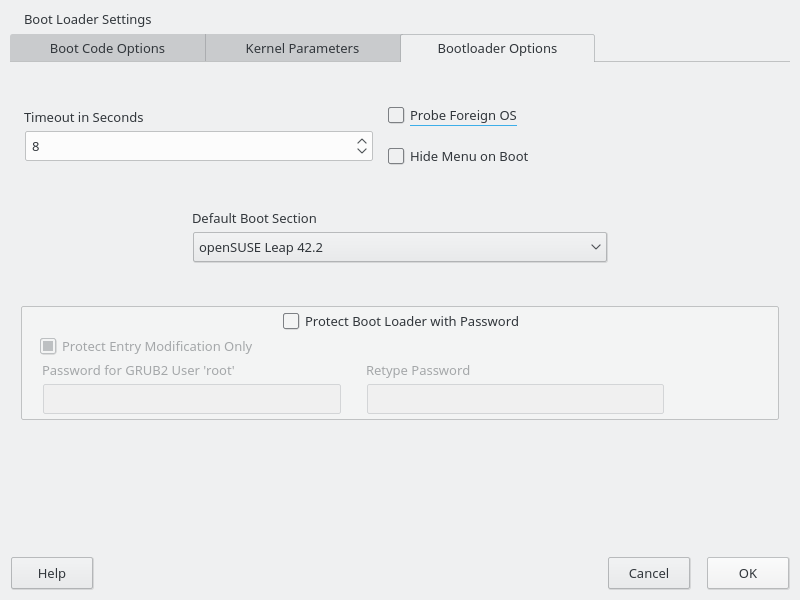 Boot Loader Settings
Boot Code Options
Kernel Parameters
Bootloader Options
Timeout in Seconds
8
Probe Foreign OS
Hide Menu on Boot
Default Boot Section
openSUSE Leap 42.2
Protect Boot Loader with Password
Protect Entry Modification Only
Password for GRUB2 User 'root'
Retype Password
Help
Cancel
OK